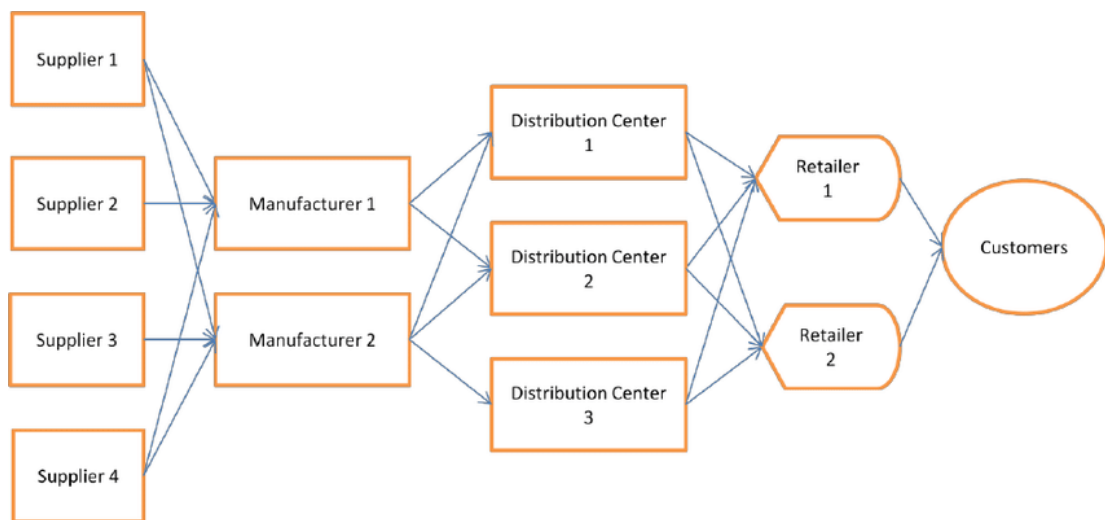 Supplier 1
Supplier 2
Supplier 3
Supplier 4
Manufacturer 1
Manufacturer 2
Distribution Center
1
Distribution Center
2
Distribution Center
3
Retailer
1
Retailer
2
Customers